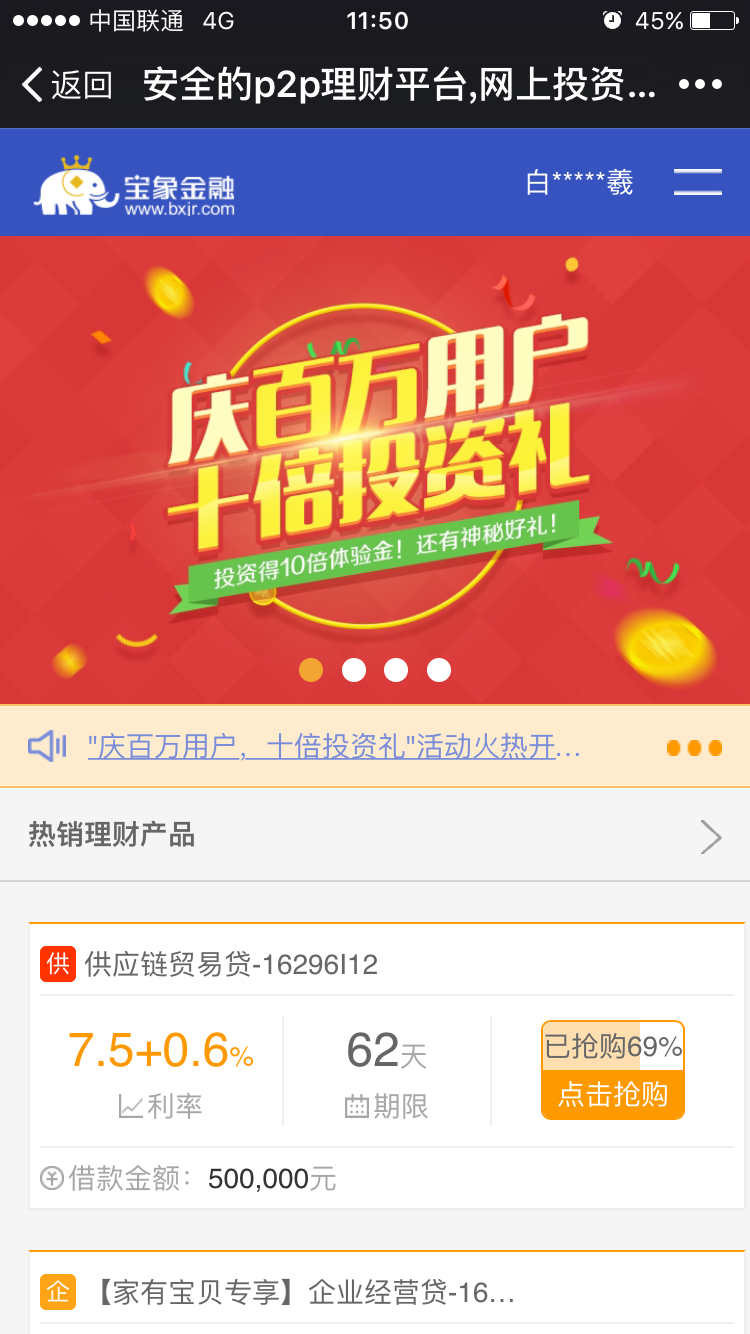 中国联通 4G 11:50 45%
返回 安全的p2p理财平台,网上投资...
宝象金融
www.bxjr.com
白*****羲
庆百万用户
十倍投资礼
投资得10倍体验金！还有神秘好礼！
"庆百万用户，十倍投资礼"活动火热开...
热销理财产品
供 供应链贸易贷-16296I12
7.5+0.6% 62天 已抢购69%
利率 期限 点击抢购
借款金额：500,000元
企 【家有宝贝专享】企业经营贷-16...